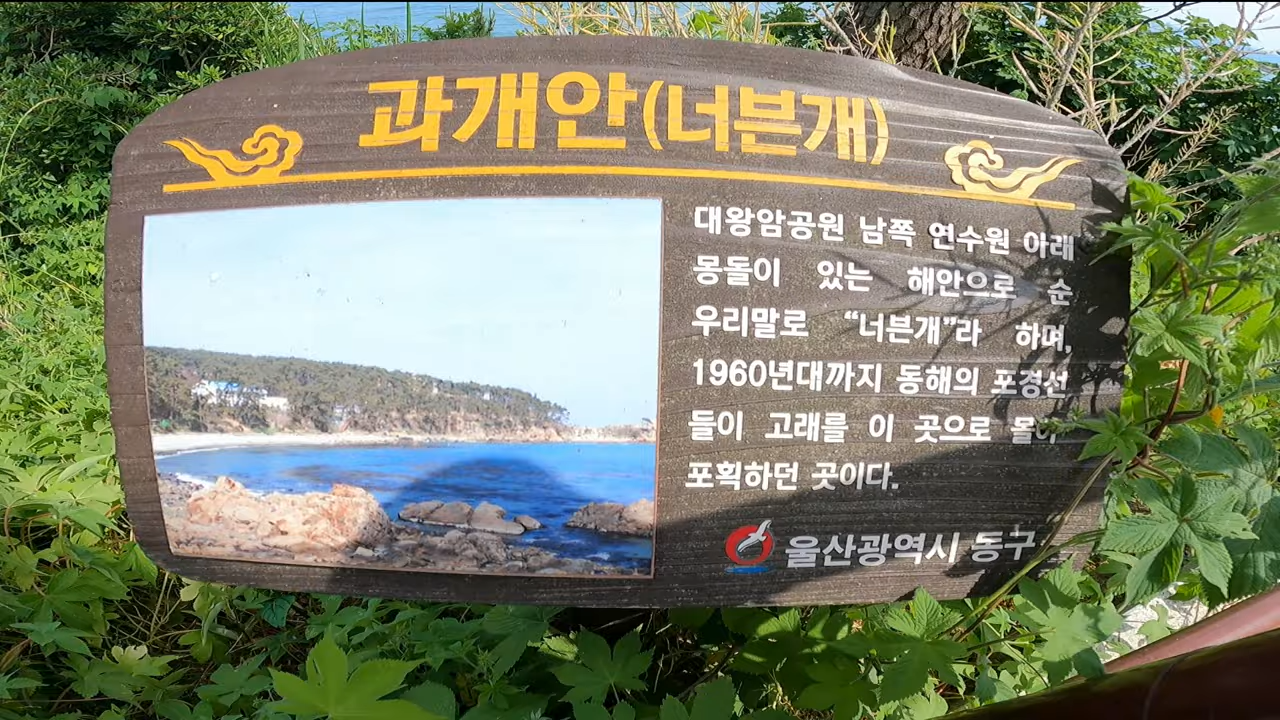 과개안(너븐개)
대왕암공원 남쪽 연수원 아래
몽돌이 있는 해안으로 순
우리말로 “너븐개”라 하며,
1960년대까지 동해의 포경선
들이 고래를 이 곳으로 몰아
포획하던 곳이다.
울산광역시 동구